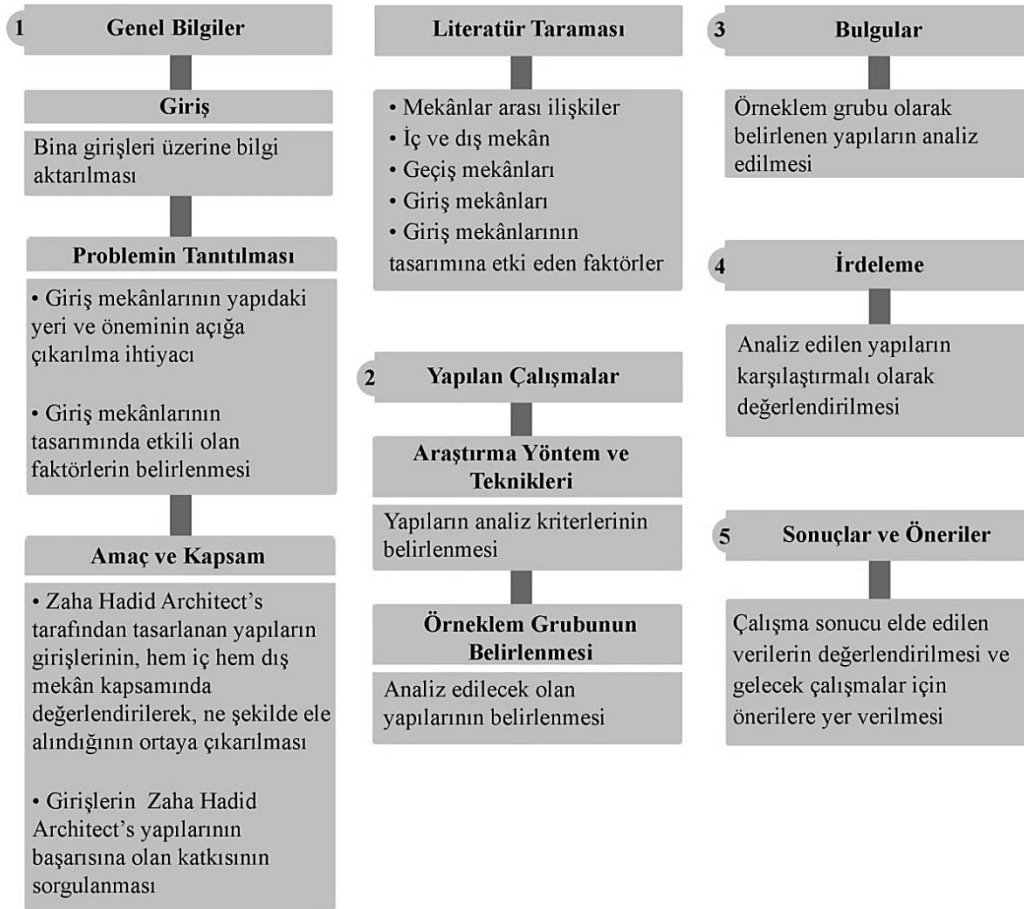 1
Genel Bilgiler
Giriş
Bina girişleri üzerine bilgi
aktarılması
Problemin Tanıtılması
• Giriş mekânlarının yapıdaki
yeri ve öneminin açığa
çıkarılma ihtiyacı
• Giriş mekânlarının
tasarımında etkili olan
faktörlerin belirlenmesi
Amaç ve Kapsam
• Zaha Hadid Architect’s
tarafından tasarlanan yapıların
girişlerinin, hem iç hem dış
mekân kapsamında
değerlendirilerek, ne şekilde ele
alındığının ortaya çıkarılması
• Girişlerin Zaha Hadid
Architect’s yapılarının
başarısına olan katkısının
sorgulanması
Literatür Taraması
• Mekânlar arası ilişkiler
• İç ve dış mekân
• Geçiş mekânları
• Giriş mekânları
• Giriş mekânlarının
tasarımına etki eden faktörler
2
Yapılan Çalışmalar
Araştırma Yöntem ve
Teknikleri
Yapıların analiz kriterlerinin
belirlenmesi
Örneklem Grubunun
Belirlenmesi
Analiz edilecek olan
yapılarının belirlenmesi
3
Bulgular
Örneklem grubu olarak
belirlenen yapıların analiz
edilmesi
4
İrdeleme
Analiz edilen yapıların
karşılaştırmalı olarak
değerlendirilmesi
5
Sonuçlar ve Öneriler
Çalışma sonucu elde edilen
verilerin değerlendirilmesi ve
gelecek çalışmalar için
önerilere yer verilmesi